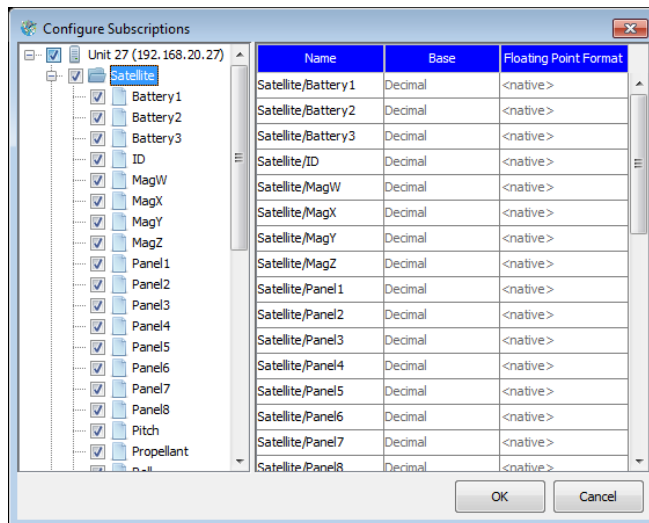 Configure Subscriptions
Unit 27 (192.168.20.27)
Satellite
Battery1
Battery2
Battery3
ID
MagW
MagX
MagY
MagZ
Panel1
Panel2
Panel3
Panel4
Panel5
Panel6
Panel7
Panel8
Pitch
Propellant
Name Base Floating Point Format
Satellite/Battery1 Decimal <native>
Satellite/Battery2 Decimal <native>
Satellite/Battery3 Decimal <native>
Satellite/ID Decimal <native>
Satellite/MagW Decimal <native>
Satellite/MagX Decimal <native>
Satellite/MagY Decimal <native>
Satellite/MagZ Decimal <native>
Satellite/Panel1 Decimal <native>
Satellite/Panel2 Decimal <native>
Satellite/Panel3 Decimal <native>
Satellite/Panel4 Decimal <native>
Satellite/Panel5 Decimal <native>
Satellite/Panel6 Decimal <native>
Satellite/Panel7 Decimal <native>
Satellite/Panel8 Decimal <native>
OK Cancel